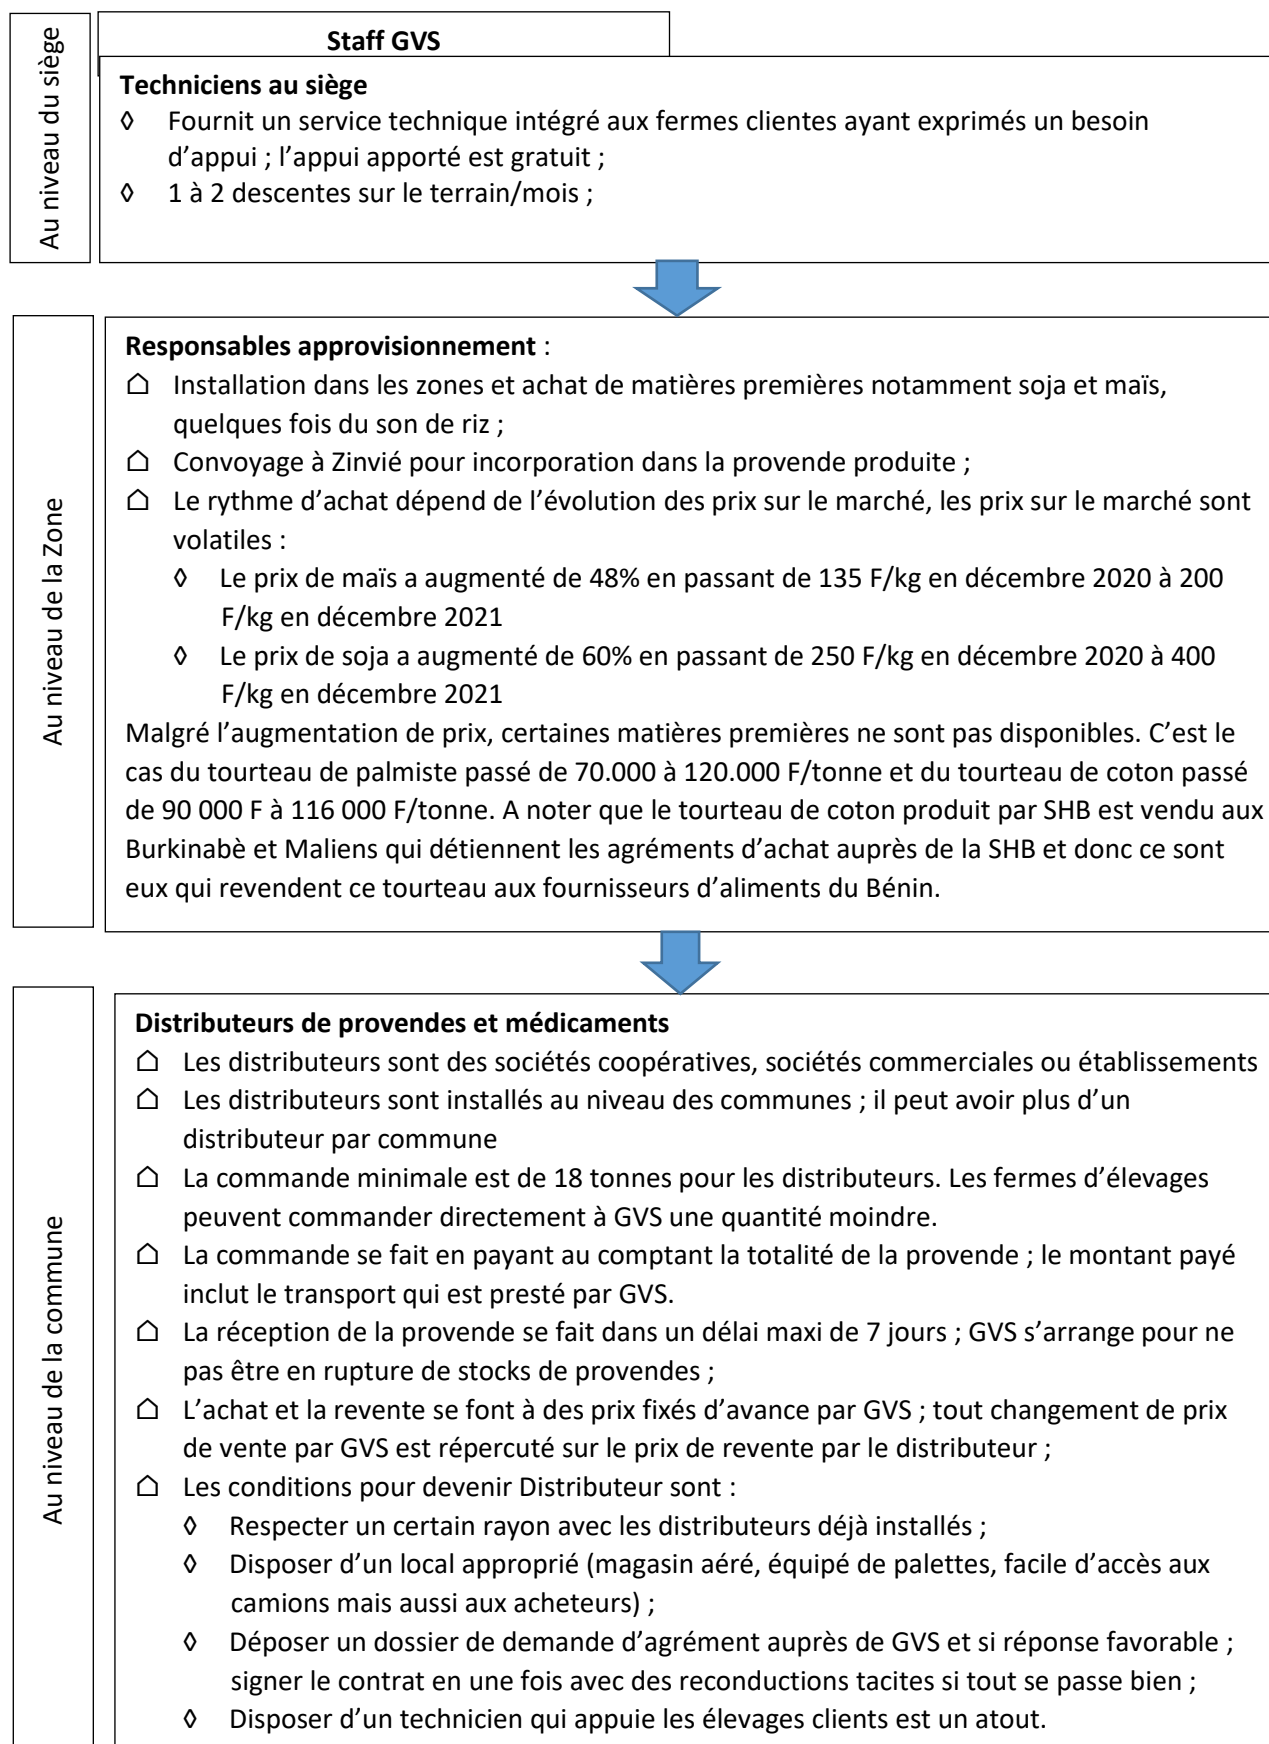 Au niveau du siège
Staff GVS
Techniciens au siège
◊ Fournit un service technique intégré aux fermes clientes ayant exprimés un besoin
d’appui ; l’appui apporté est gratuit ;
◊ 1 à 2 descentes sur le terrain/mois ;
Au niveau de la Zone
Responsables approvisionnement :
⌂ Installation dans les zones et achat de matières premières notamment soja et maïs,
quelques fois du son de riz ;
⌂ Convoyage à Zinvié pour incorporation dans la provende produite ;
⌂ Le rythme d’achat dépend de l’évolution des prix sur le marché, les prix sur le marché sont
volatiles :
◊ Le prix de maïs a augmenté de 48% en passant de 135 F/kg en décembre 2020 à 200
F/kg en décembre 2021
◊ Le prix de soja a augmenté de 60% en passant de 250 F/kg en décembre 2020 à 400
F/kg en décembre 2021
Malgré l’augmentation de prix, certaines matières premières ne sont pas disponibles. C’est le
cas du tourteau de palmiste passé de 70.000 à 120.000 F/tonne et du tourteau de coton passé
de 90 000 F à 116 000 F/tonne. A noter que le tourteau de coton produit par SHB est vendu aux
Burkinabè et Maliens qui détiennent les agréments d’achat auprès de la SHB et donc ce sont
eux qui revendent ce tourteau aux fournisseurs d’aliments du Bénin.
Au niveau de la commune
Distributeurs de provendes et médicaments
⌂ Les distributeurs sont des sociétés coopératives, sociétés commerciales ou établissements
⌂ Les distributeurs sont installés au niveau des communes ; il peut avoir plus d’un
distributeur par commune
⌂ La commande minimale est de 18 tonnes pour les distributeurs. Les fermes d’élevages
peuvent commander directement à GVS une quantité moindre.
⌂ La commande se fait en payant au comptant la totalité de la provende ; le montant payé
inclut le transport qui est presté par GVS.
⌂ La réception de la provende se fait dans un délai maxi de 7 jours ; GVS s’arrange pour ne
pas être en rupture de stocks de provendes ;
⌂ L’achat et la revente se font à des prix fixés d’avance par GVS ; tout changement de prix
de vente par GVS est répercuté sur le prix de revente par le distributeur ;
⌂ Les conditions pour devenir Distributeur sont :
◊ Respecter un certain rayon avec les distributeurs déjà installés ;
◊ Disposer d’un local approprié (magasin aéré, équipé de palettes, facile d’accès aux
camions mais aussi aux acheteurs) ;
◊ Déposer un dossier de demande d’agrément auprès de GVS et si réponse favorable ;
signer le contrat en une fois avec des reconductions tacites si tout se passe bien ;
◊ Disposer d’un technicien qui appuie les élevages clients est un atout.